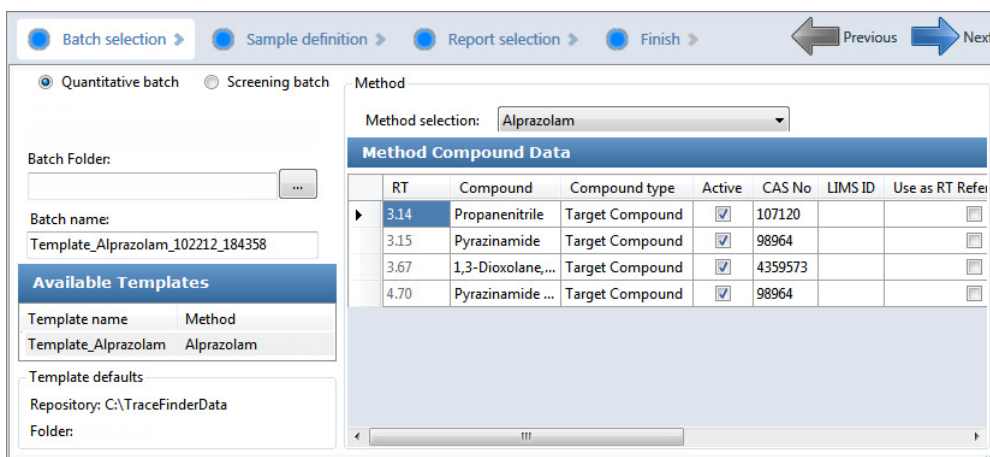 Batch selection Sample definition Report selection Finish Previous Next
Quantitative batch Screening batch
Batch Folder:
...
Batch name:
Template_Alprazolam_102212_184358
Available Templates
Template name Method
Template_Alprazolam Alprazolam
Template defaults
Repository: C:\TraceFinderData
Folder:
Method
Method selection: Alprazolam
Method Compound Data
RT Compound Compound type Active CAS No LIMS ID Use as RT Refer
3.14 Propanenitrile Target Compound 107120
3.15 Pyrazinamide Target Compound 98964
3.67 1,3-Dioxolane,... Target Compound 4359573
4.70 Pyrazinamide ... Target Compound 98964